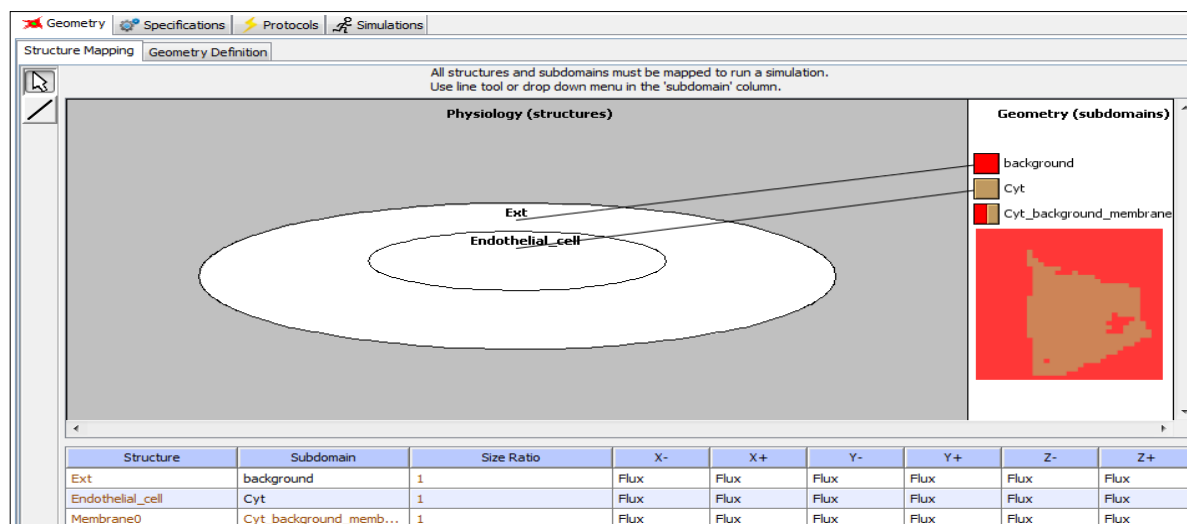 Geometry Specifications Protocols Simulations
Structure Mapping Geometry Definition
All structures and subdomains must be mapped to run a simulation.
Use line tool or drop down menu in the 'subdomain' column.
Physiology (structures) Geometry (subdomains)
background
Cyt
Ext
Cyt_background_membrane
Endothelial_cell
Structure Subdomain Size Ratio X- X+ Y- Y+ Z- Z+
Ext background 1 Flux Flux Flux Flux Flux Flux
Endothelial_cell Cyt 1 Flux Flux Flux Flux Flux Flux
Membrane0 Cyt_background_memb... 1 Flux Flux Flux Flux Flux Flux